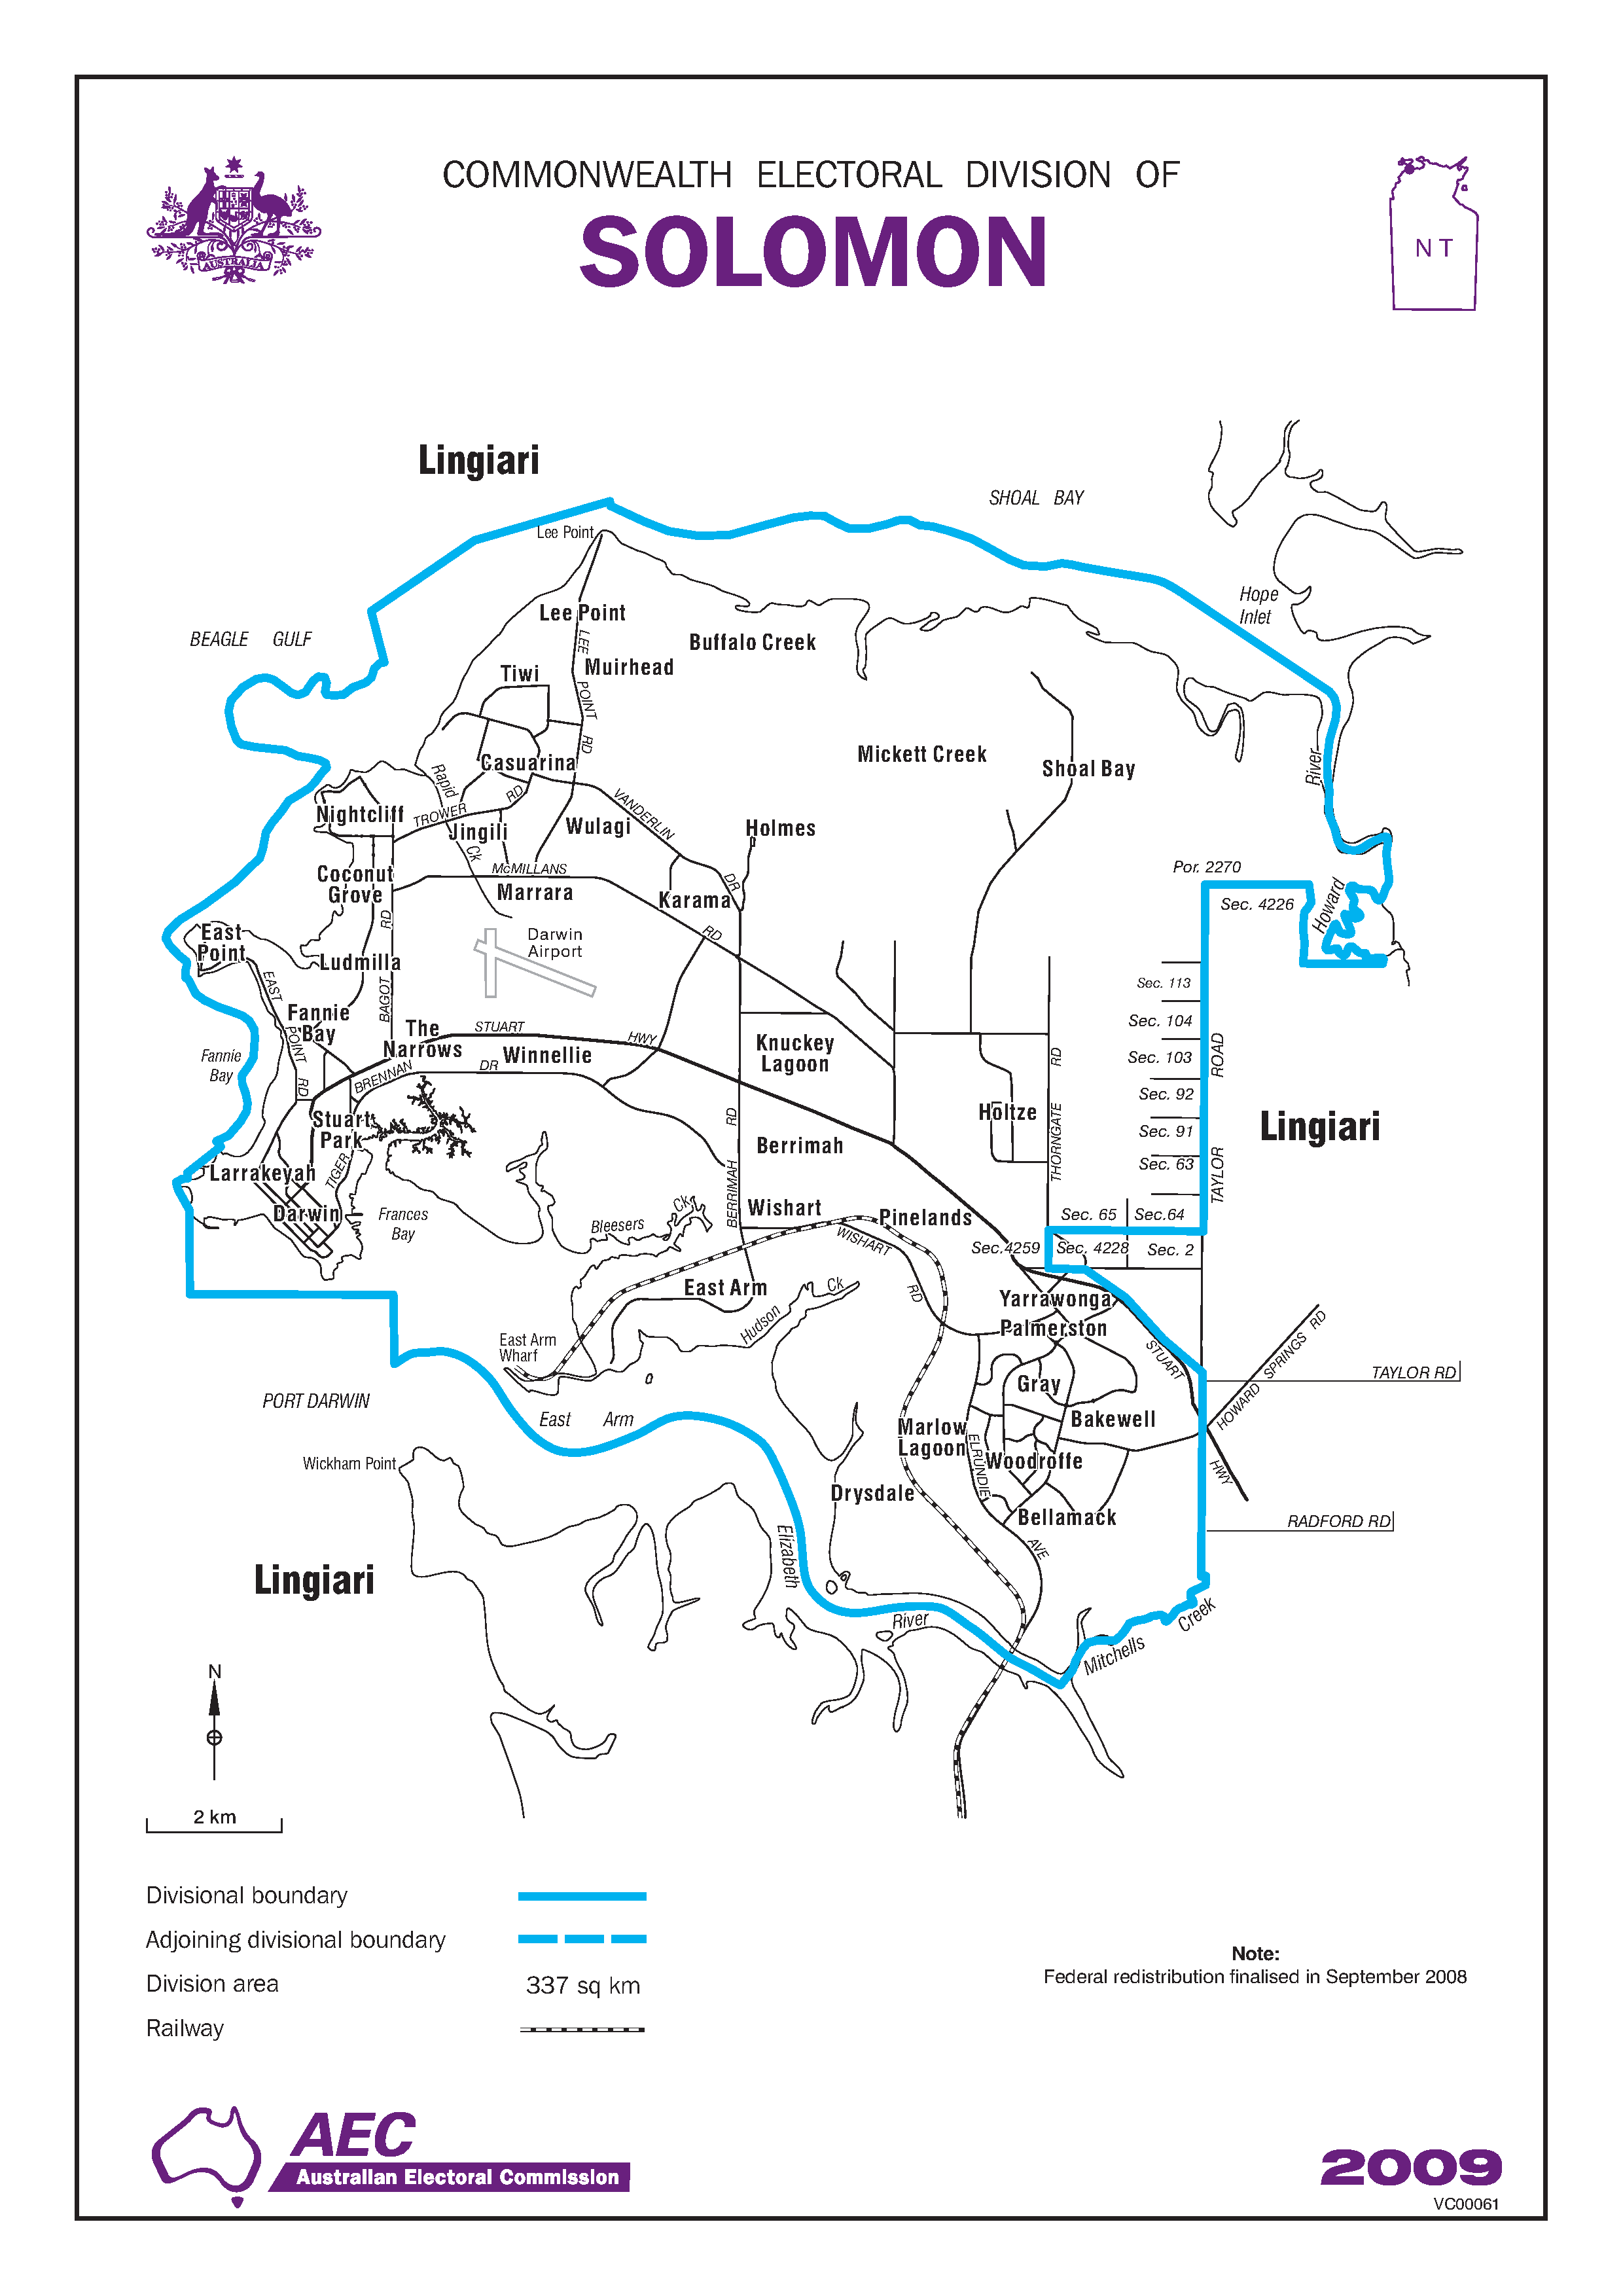 COMMONWEALTH ELECTORAL DIVISION OF
SOLOMON
AUSTRALIA
N T
Lingiari
SHOAL BAY
Lee Point
Hope
Inlet
BEAGLE GULF
Lee Point
Buffalo Creek
LEE POINT RD
Muirhead
Tiwi
Casuarina
Mickett Creek
Shoal Bay
River
Rapid
Ck
Nightcliff
TROWER RD
Jingili
Wulagi
VANDERLIN DR
Holmes
Coconut
Grove
McMILLANS RD
Marrara
Karama
Por. 2270
Sec. 4226
Howard
East
Point
Ludmilla
BAGOT RD
Darwin
Airport
EAST POINT RD
Sec. 113
Fannie
Bay
The
Narrows
STUART HWY
Sec. 104
Fannie
Bay
BRENNAN DR
Winnellie
Knuckey
Lagoon
THORNGATE RD
Sec. 103
TAYLOR ROAD
Sec. 92
Stuart
Park
Holtze
Lingiari
Sec. 91
Berrimah
BERRIMAH RD
Larrakeyah
TIGER
Sec. 63
Darwin
Frances
Bay
Bleesers Ck
Wishart
Pinelands
Sec. 65
Sec.64
WISHART RD
Sec.4259
Sec. 4228
Sec. 2
East Arm
Hudson Ck
Yarrawonga
Palmerston
East Arm
Wharf
STUART HWY
HOWARD SPRINGS RD
TAYLOR RD
Gray
PORT DARWIN
East Arm
Marlow
Lagoon
Bakewell
ELRUNDIE AVE
Woodroffe
Wickham Point
Drysdale
Bellamack
RADFORD RD
Elizabeth
River
Lingiari
Mitchells Creek
N
2 km
Divisional boundary
Adjoining divisional boundary
Division area 337 sq km
Railway
Note:
Federal redistribution finalised in September 2008
AEC
Australian Electoral Commission
2009
VC00061